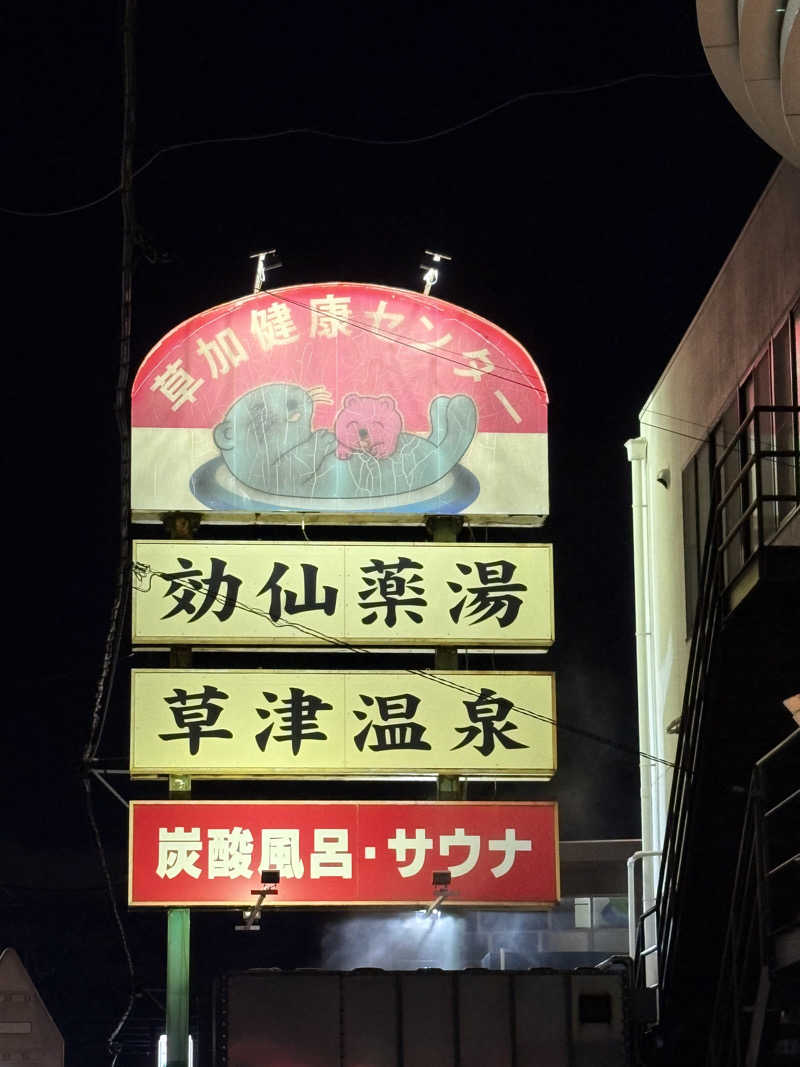 草加健康センター
効仙薬湯
草津温泉
炭酸風呂・サウナ